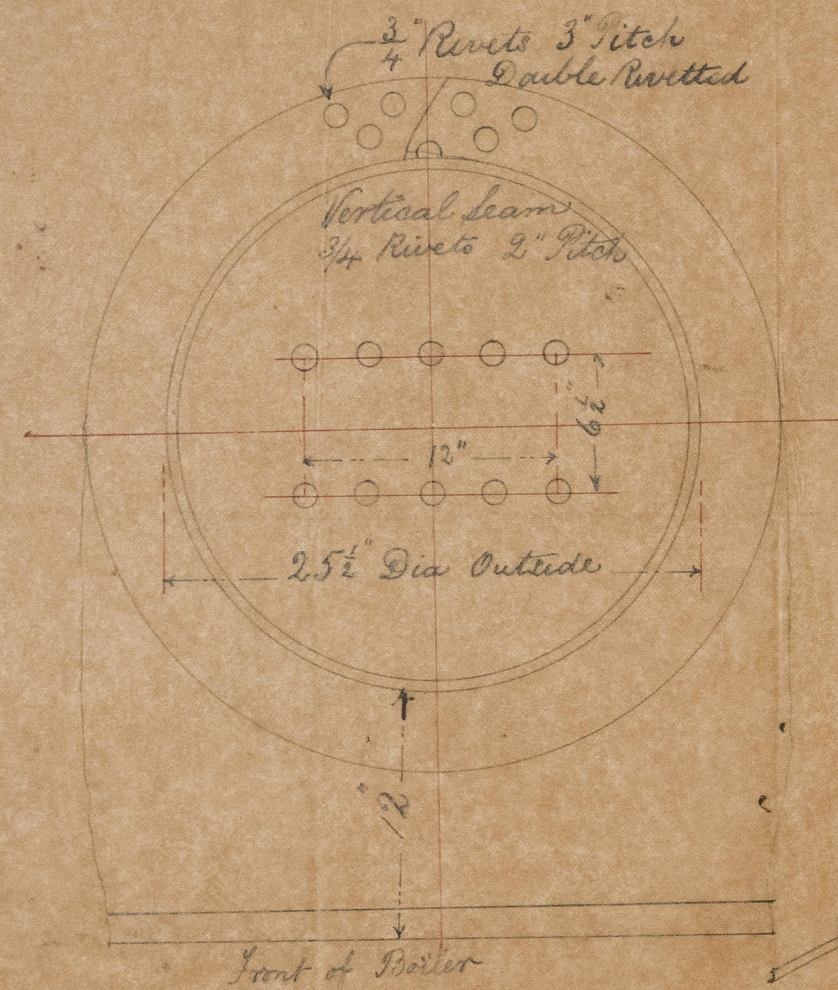 3/4" Rivets 3" Pitch
Double Rivetted
Vertical Seam
3/4 Rivets 2" Pitch
6 1/2"
12"
25 1/2" Dia Outside
12"
Front of Boiler